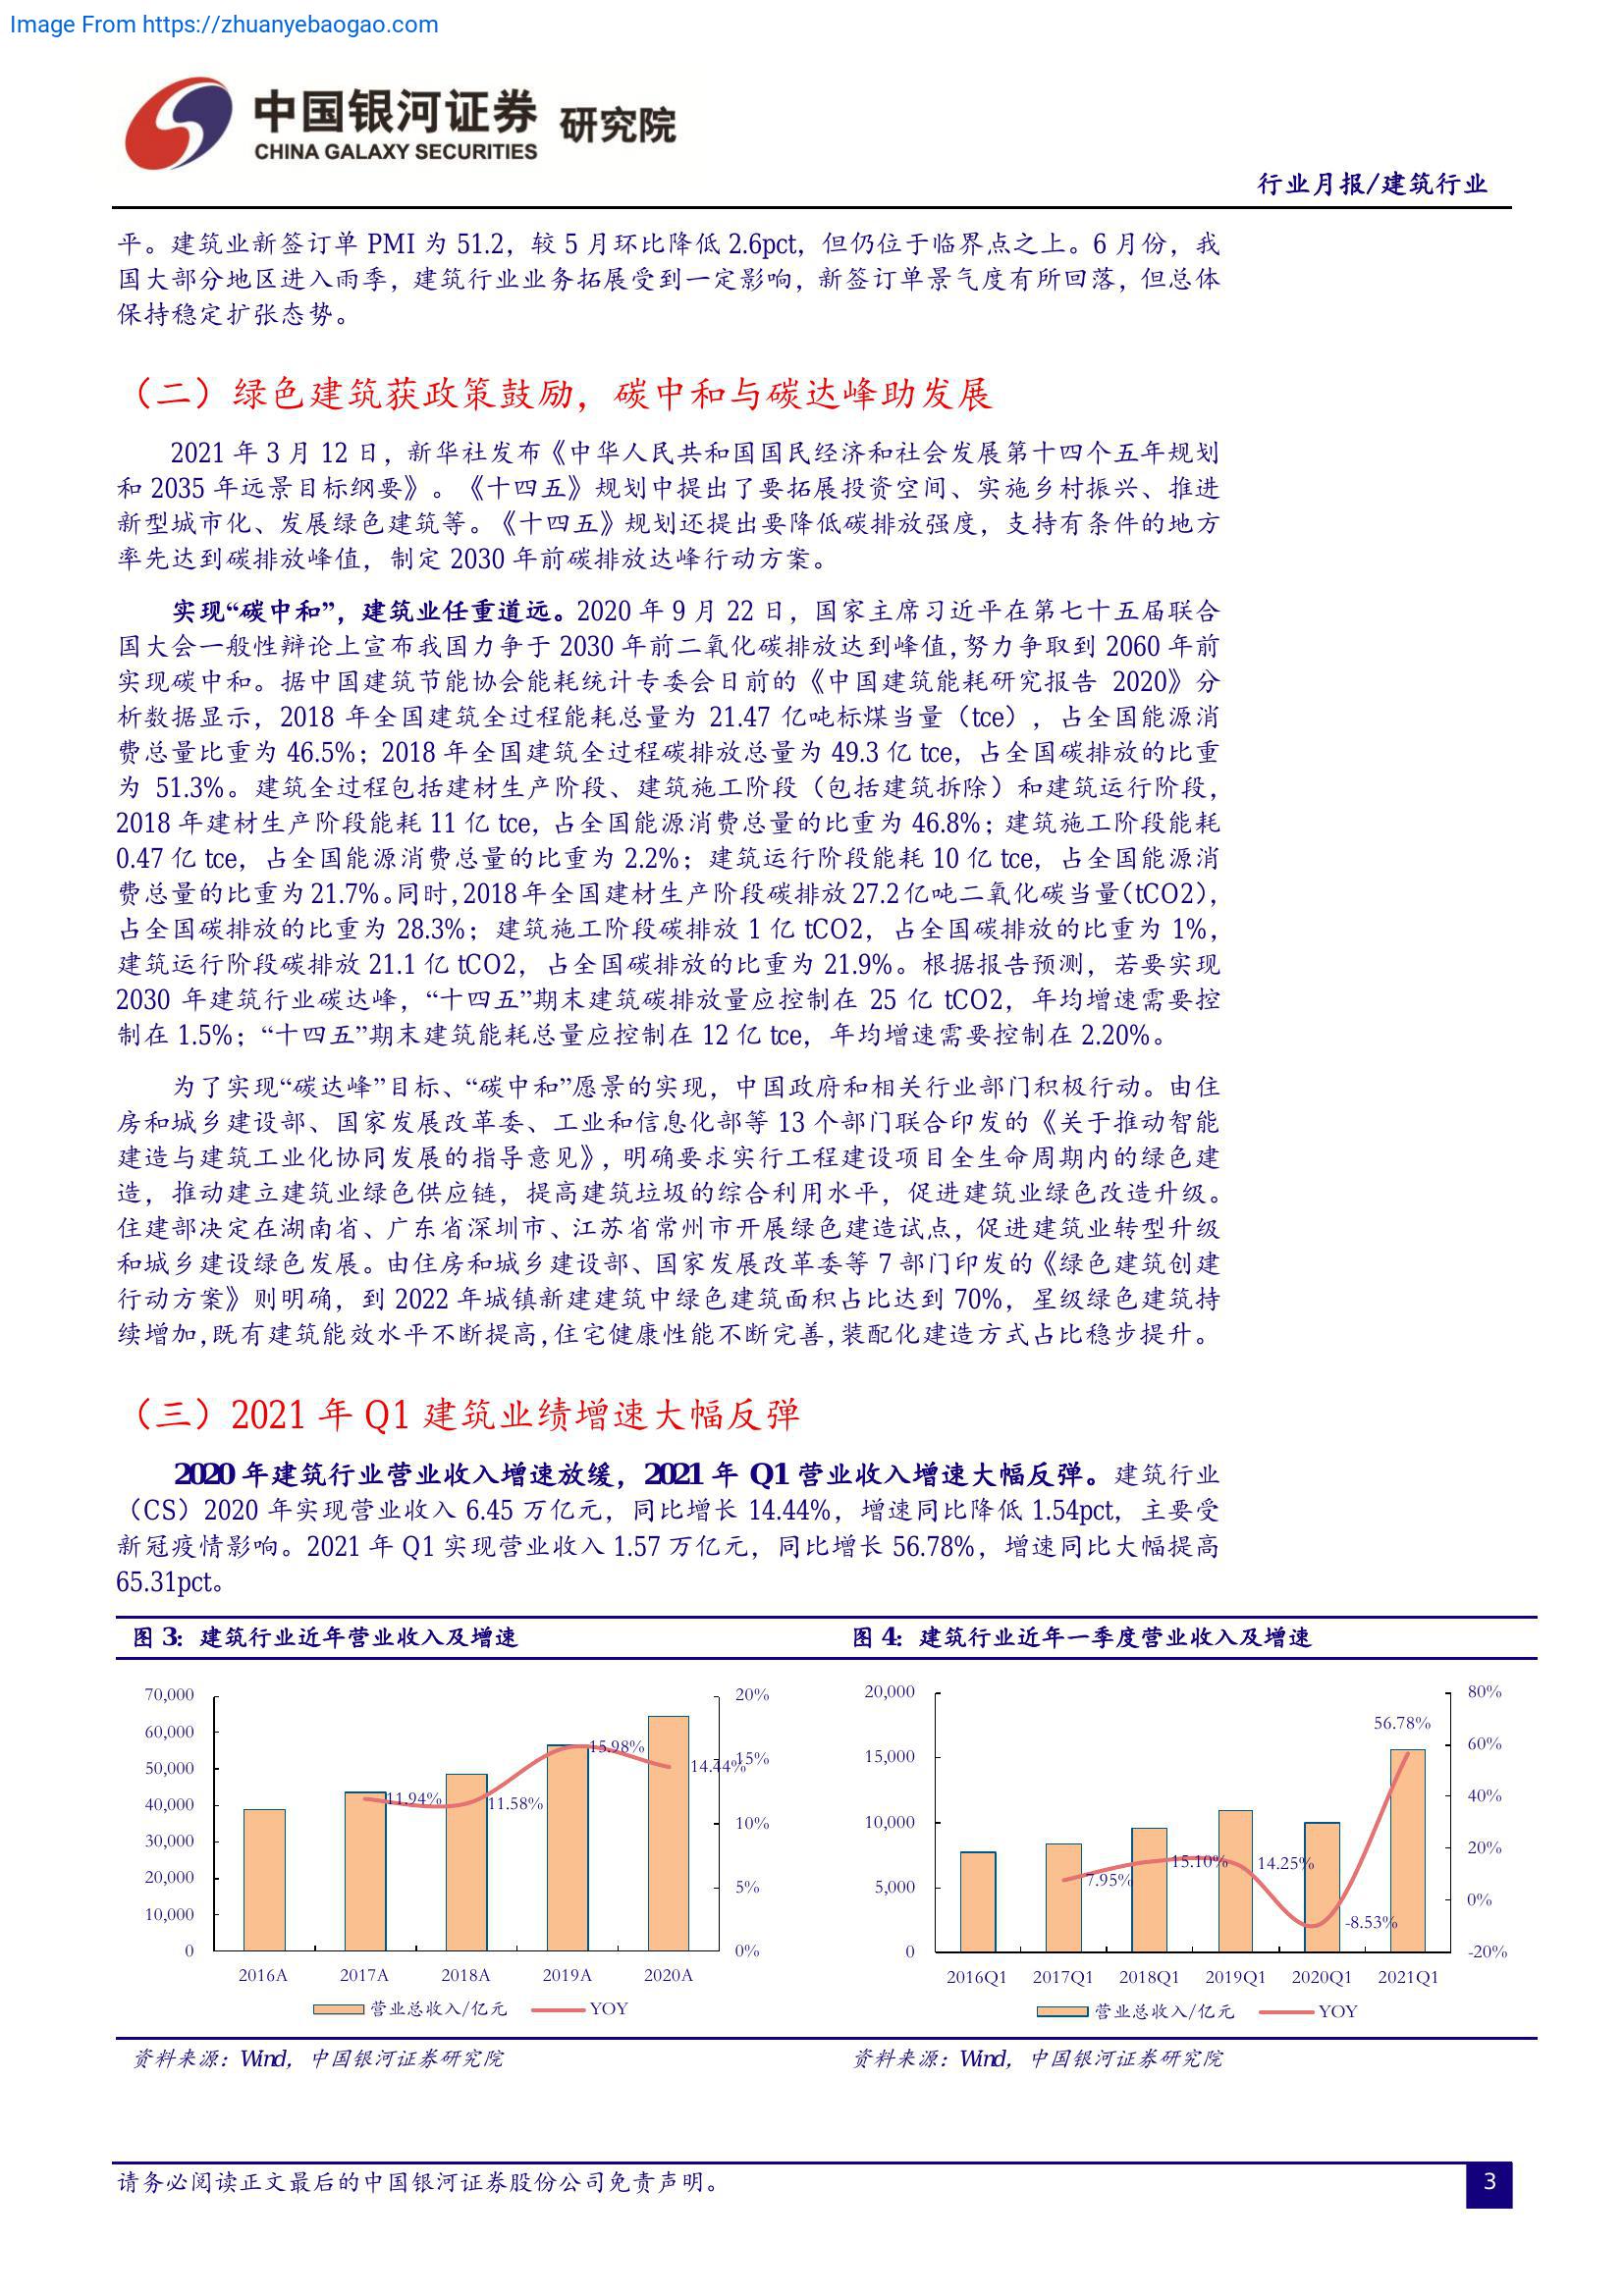 Image From https://zhuanyebaogao.com
中国银河证券 研究院
CHINA GALAXY SECURITIES
行业月报/建筑行业
平。建筑业新签订单 PMI 为 51.2，较 5 月环比降低 2.6pct，但仍位于临界点之上。6 月份，我
国大部分地区进入雨季，建筑行业业务拓展受到一定影响，新签订单景气度有所回落，但总体
保持稳定扩张态势。
（二）绿色建筑获政策鼓励，碳中和与碳达峰助发展
2021 年 3 月 12 日，新华社发布《中华人民共和国国民经济和社会发展第十四个五年规划
和 2035 年远景目标纲要》。《十四五》规划中提出了要拓展投资空间、实施乡村振兴、推进
新型城市化、发展绿色建筑等。《十四五》规划还提出要降低碳排放强度，支持有条件的地方
率先达到碳排放峰值，制定 2030 年前碳排放达峰行动方案。
实现“碳中和”，建筑业任重道远。2020 年 9 月 22 日，国家主席习近平在第七十五届联合
国大会一般性辩论上宣布我国力争于 2030 年前二氧化碳排放达到峰值，努力争取到 2060 年前
实现碳中和。据中国建筑节能协会能耗统计专委会日前的《中国建筑能耗研究报告 2020》分
析数据显示，2018 年全国建筑全过程能耗总量为 21.47 亿吨标煤当量（tce），占全国能源消
费总量比重为 46.5%；2018 年全国建筑全过程碳排放总量为 49.3 亿 tce，占全国碳排放的比重
为 51.3%。建筑全过程包括建材生产阶段、建筑施工阶段（包括建筑拆除）和建筑运行阶段，
2018 年建材生产阶段能耗 11 亿 tce，占全国能源消费总量的比重为 46.8%；建筑施工阶段能耗
0.47 亿 tce，占全国能源消费总量的比重为 2.2%；建筑运行阶段能耗 10 亿 tce，占全国能源消
费总量的比重为 21.7%。同时，2018 年全国建材生产阶段碳排放 27.2 亿吨二氧化碳当量（tCO2），
占全国碳排放的比重为 28.3%；建筑施工阶段碳排放 1 亿 tCO2，占全国碳排放的比重为 1%，
建筑运行阶段碳排放 21.1 亿 tCO2，占全国碳排放的比重为 21.9%。根据报告预测，若要实现
2030 年建筑行业碳达峰，“十四五”期末建筑碳排放量应控制在 25 亿 tCO2，年均增速需要控
制在 1.5%；“十四五”期末建筑能耗总量应控制在 12 亿 tce，年均增速需要控制在 2.20%。
为了实现“碳达峰”目标、“碳中和”愿景的实现，中国政府和相关行业部门积极行动。由住
房和城乡建设部、国家发展改革委、工业和信息化部等 13 个部门联合印发的《关于推动智能
建造与建筑工业化协同发展的指导意见》，明确要求实行工程建设项目全生命周期内的绿色建
造，推动建立建筑业绿色供应链，提高建筑垃圾的综合利用水平，促进建筑业绿色改造升级。
住建部决定在湖南省、广东省深圳市、江苏省常州市开展绿色建造试点，促进建筑业转型升级
和城乡建设绿色发展。由住房和城乡建设部、国家发展改革委等 7 部门印发的《绿色建筑创建
行动方案》则明确，到 2022 年城镇新建建筑中绿色建筑面积占比达到 70%，星级绿色建筑持
续增加，既有建筑能效水平不断提高，住宅健康性能不断完善，装配化建造方式占比稳步提升。
（三）2021 年 Q1 建筑业绩增速大幅反弹
2020 年建筑行业营业收入增速放缓，2021 年 Q1 营业收入增速大幅反弹。建筑行业
（CS）2020 年实现营业收入 6.45 万亿元，同比增长 14.44%，增速同比降低 1.54pct，主要受
新冠疫情影响。2021 年 Q1 实现营业收入 1.57 万亿元，同比增长 56.78%，增速同比大幅提高
65.31pct。
图 3：建筑行业近年营业收入及增速
70,000
60,000
50,000
40,000
30,000
20,000
10,000
0
20%
15%
10%
5%
0%
11.94%
11.58%
15.98%
14.44%
2016A 2017A 2018A 2019A 2020A
营业总收入/亿元 YOY
资料来源：Wind，中国银河证券研究院
图 4：建筑行业近年一季度营业收入及增速
20,000
15,000
10,000
5,000
0
80%
60%
40%
20%
0%
-20%
7.95%
15.10%
14.25%
-8.53%
56.78%
2016Q1 2017Q1 2018Q1 2019Q1 2020Q1 2021Q1
营业总收入/亿元 YOY
资料来源：Wind，中国银河证券研究院
请务必阅读正文最后的中国银河证券股份公司免责声明。
3